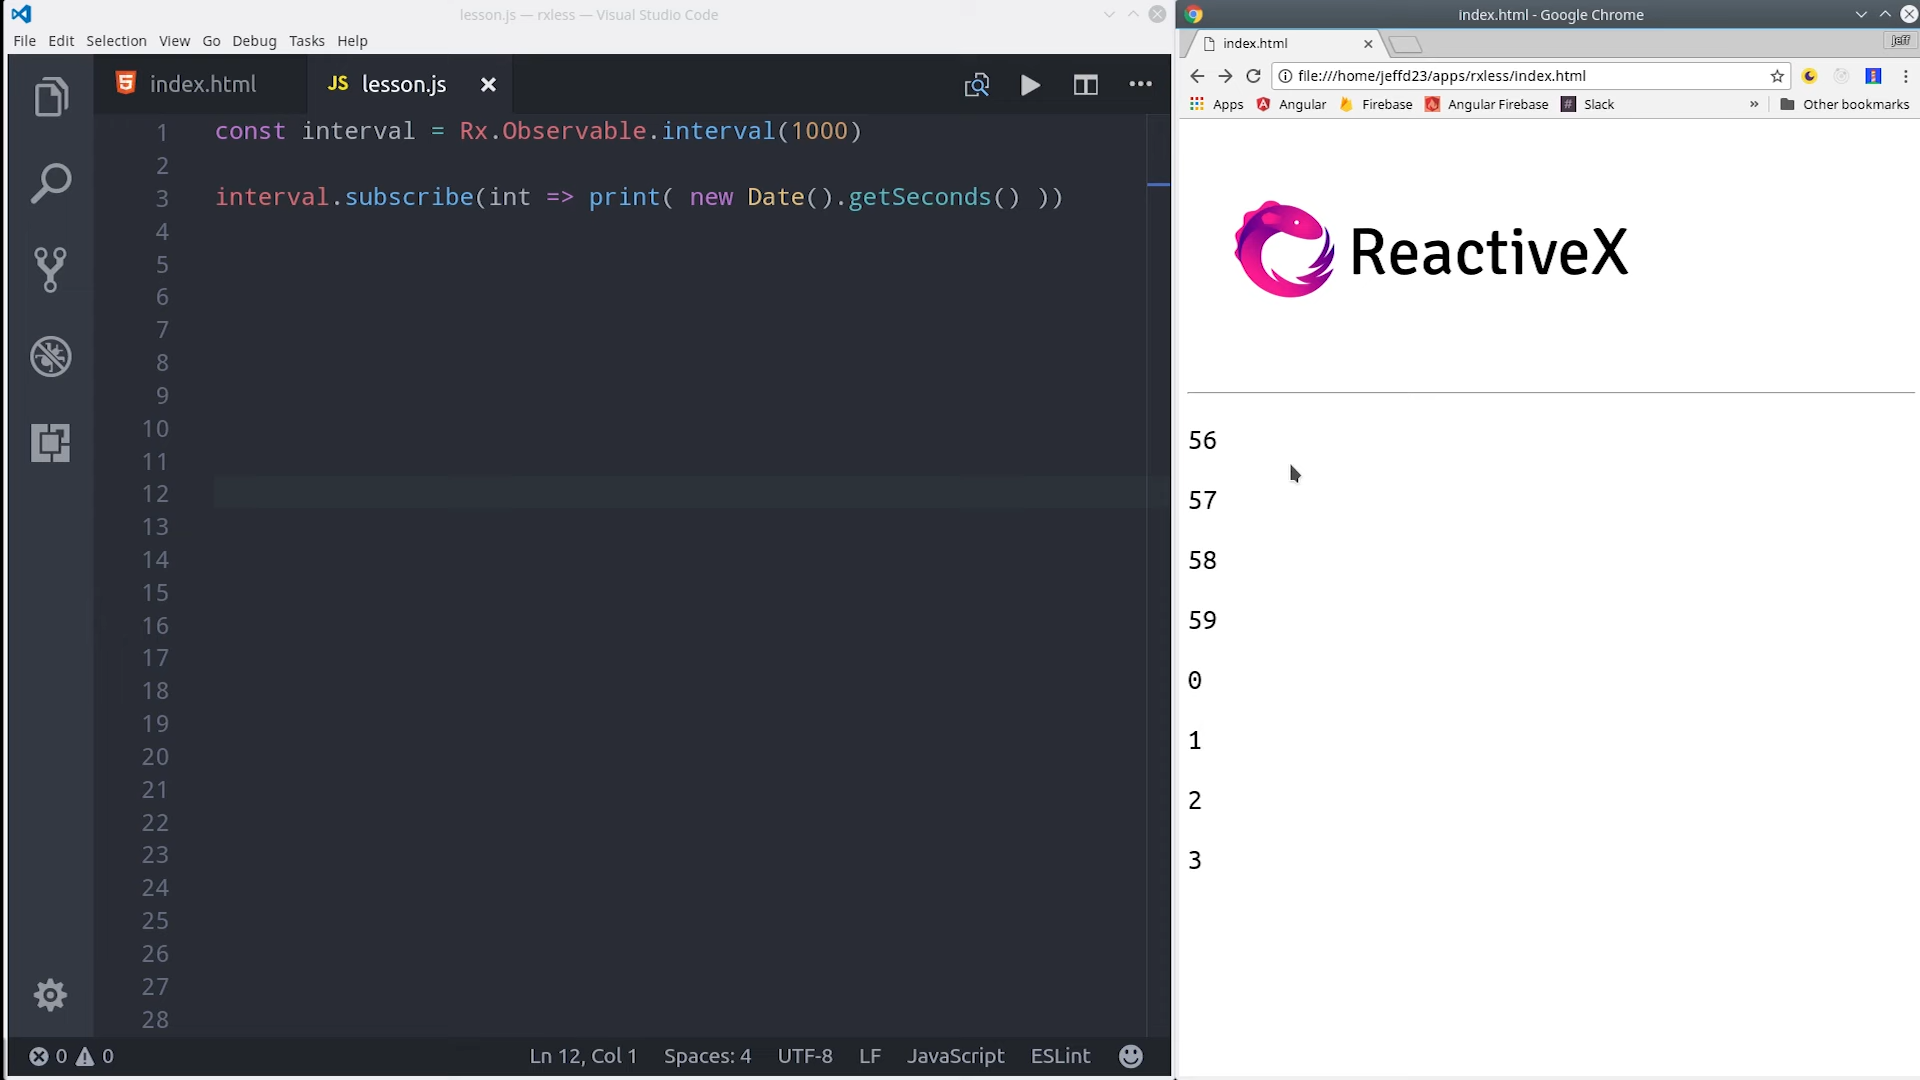 lesson.js — rxless — Visual Studio Code
File Edit Selection View Go Debug Tasks Help
index.html
JS lesson.js
1 const interval = Rx.Observable.interval(1000)
2
3 interval.subscribe(int => print( new Date().getSeconds() ))
4
5
6
7
8
9
10
11
12
13
14
15
16
17
18
19
20
21
22
23
24
25
26
27
28
0 0 Ln 12, Col 1 Spaces: 4 UTF-8 LF JavaScript ESLint
index.html - Google Chrome
index.html
Jeff
file:///home/jeffd23/apps/rxless/index.html
Apps Angular Firebase Angular Firebase # Slack » Other bookmarks
ReactiveX
56
57
58
59
0
1
2
3